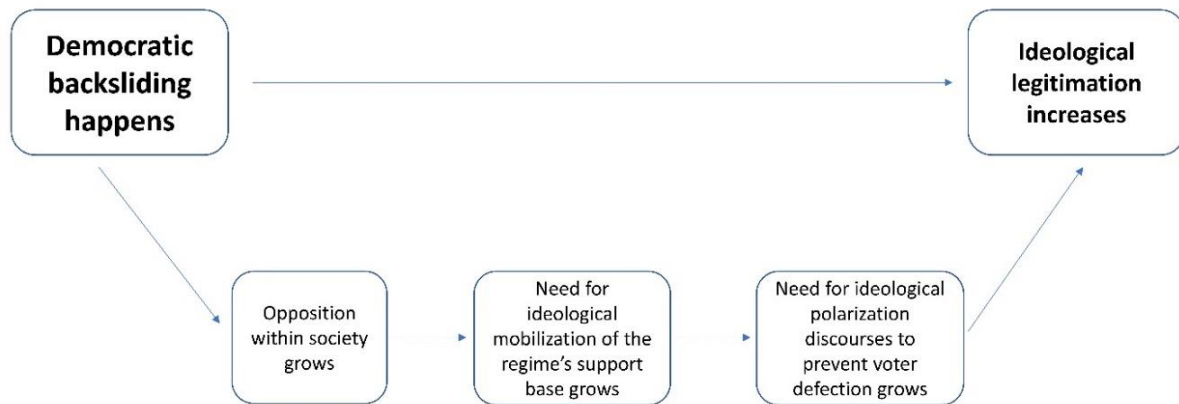 Democratic
backsliding
happens
Ideological
legitimation
increases
Opposition
within society
grows
Need for
ideological
mobilization of the
regime's support
base grows
Need for ideological
polarization
discourses to
prevent voter
defection grows